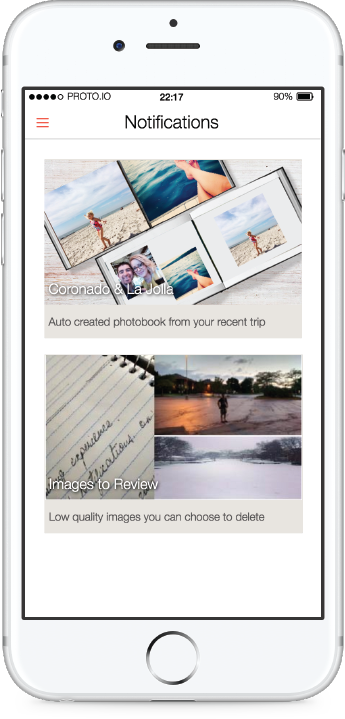 PROTO.IO 22:17 90%
Notifications
Coronado & La Jolla
Auto created photobook from your recent trip
experience.
Images to Review
Low quality images you can choose to delete